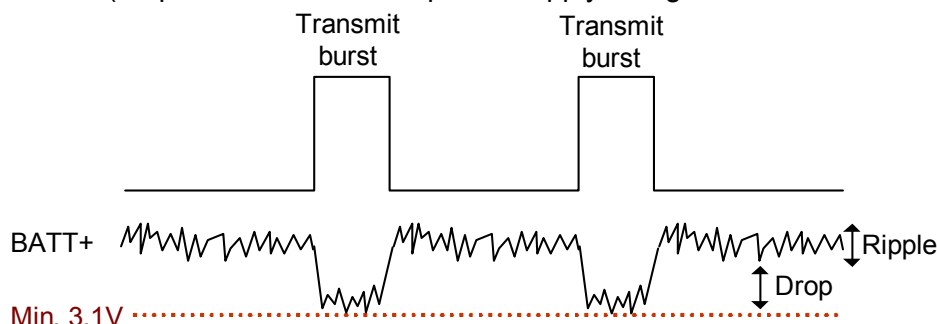 Transmit
burst
Transmit
burst
BATT+
Ripple
Drop
Min. 3.1V